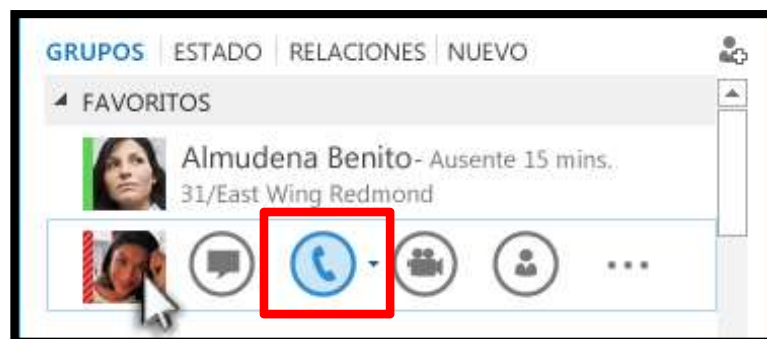 GRUPOS ESTADO RELACIONES NUEVO
FAVORITOS
Almudena Benito- Ausente 15 mins.
31/East Wing Redmond